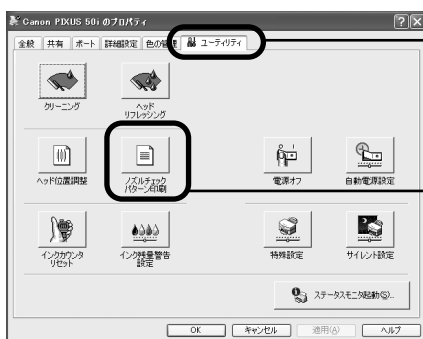 Canon PIXUS 50i のプロパティ
全般 共有 ポート 詳細設定 色の管理 ユーティリティ
クリーニング
ヘッド
リフレッシング
ヘッド位置調整
ノズルチェック
パターン印刷
電源オフ
自動電源設定
インクカウンタ
リセット
インク残量警告
設定
特殊設定
サイレント設定
ステータスモニタ起動(S)...
OK キャンセル 適用(A) ヘルプ